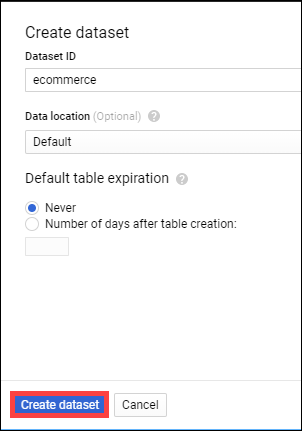 Create dataset
Dataset ID
ecommerce
Data location (Optional) ?
Default
Default table expiration ?
Never
Number of days after table creation:
Create dataset Cancel